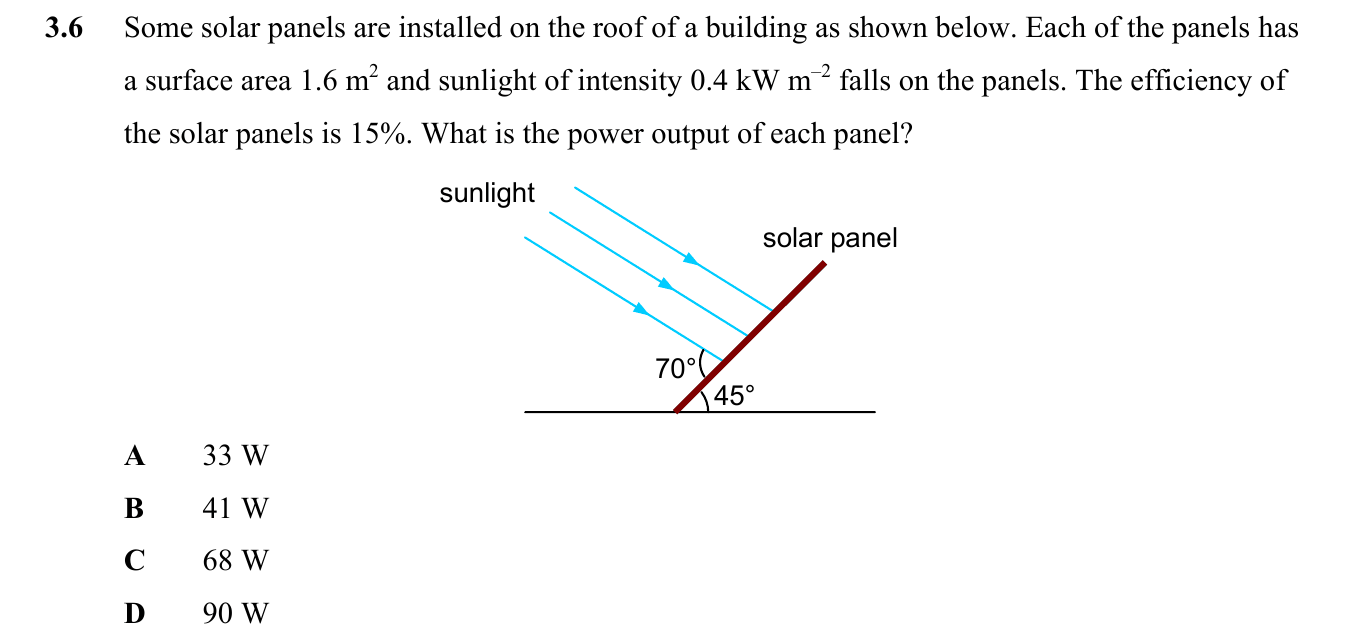 3.6 Some solar panels are installed on the roof of a building as shown below. Each of the panels has
a surface area 1.6 m² and sunlight of intensity 0.4 kW m⁻² falls on the panels. The efficiency of
the solar panels is 15%. What is the power output of each panel?
sunlight
solar panel
70°
45°
A 33 W
B 41 W
C 68 W
D 90 W